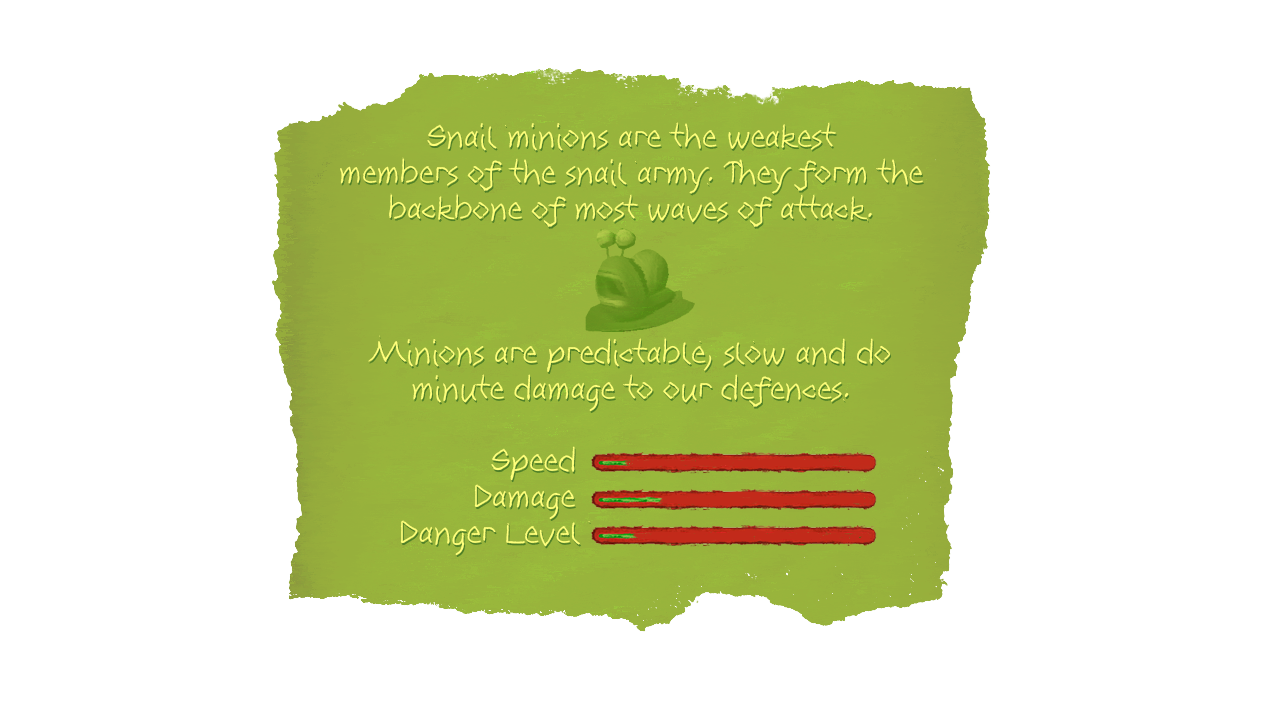 Snail minions are the weakest
members of the snail army. They form the
backbone of most waves of attack.
Minions are predictable, slow and do
minute damage to our defences.
Speed
Damage
Danger Level